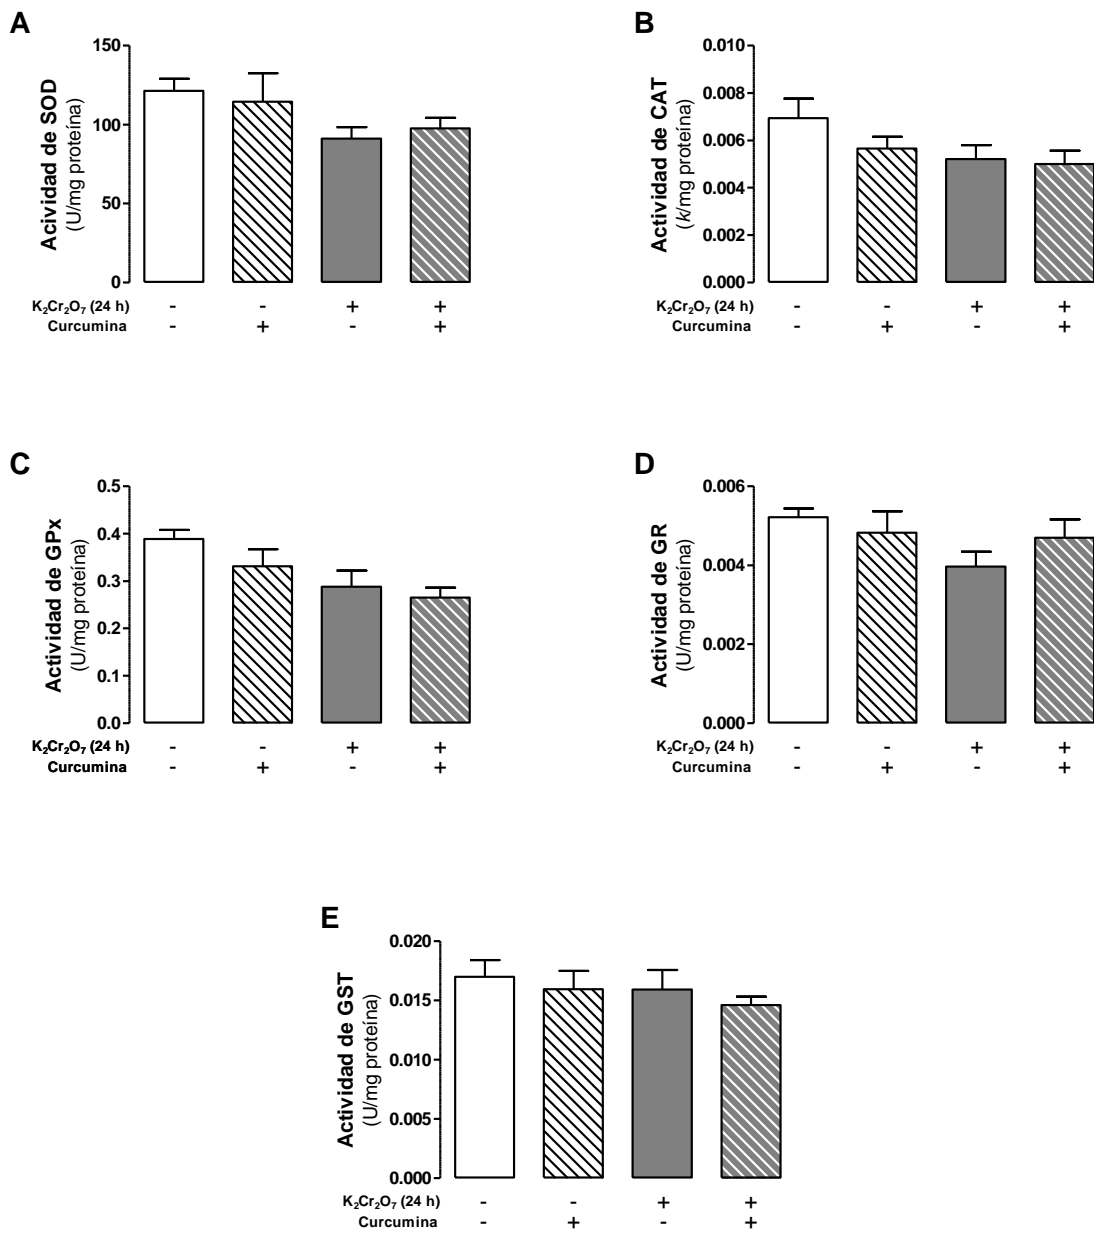 A
Acividad de SOD
(U/mg proteína)
150
100
50
0
K₂Cr₂O₇ (24 h) - - + +
Curcumina - + - +
B
Actividad de CAT
(k/mg proteína)
0.010
0.008
0.006
0.004
0.002
0.000
K₂Cr₂O₇ (24 h) - - + +
Curcumina - + - +
C
Actividad de GPx
(U/mg proteína)
0.5
0.4
0.3
0.2
0.1
0.0
K₂Cr₂O₇ (24 h) - - + +
Curcumina - + - +
D
Actividad de GR
(U/mg proteína)
0.006
0.004
0.002
0.000
K₂Cr₂O₇ (24 h) - - + +
Curcumina - + - +
E
Actividad de GST
(U/mg proteína)
0.020
0.015
0.010
0.005
0.000
K₂Cr₂O₇ (24 h) - - + +
Curcumina - + - +